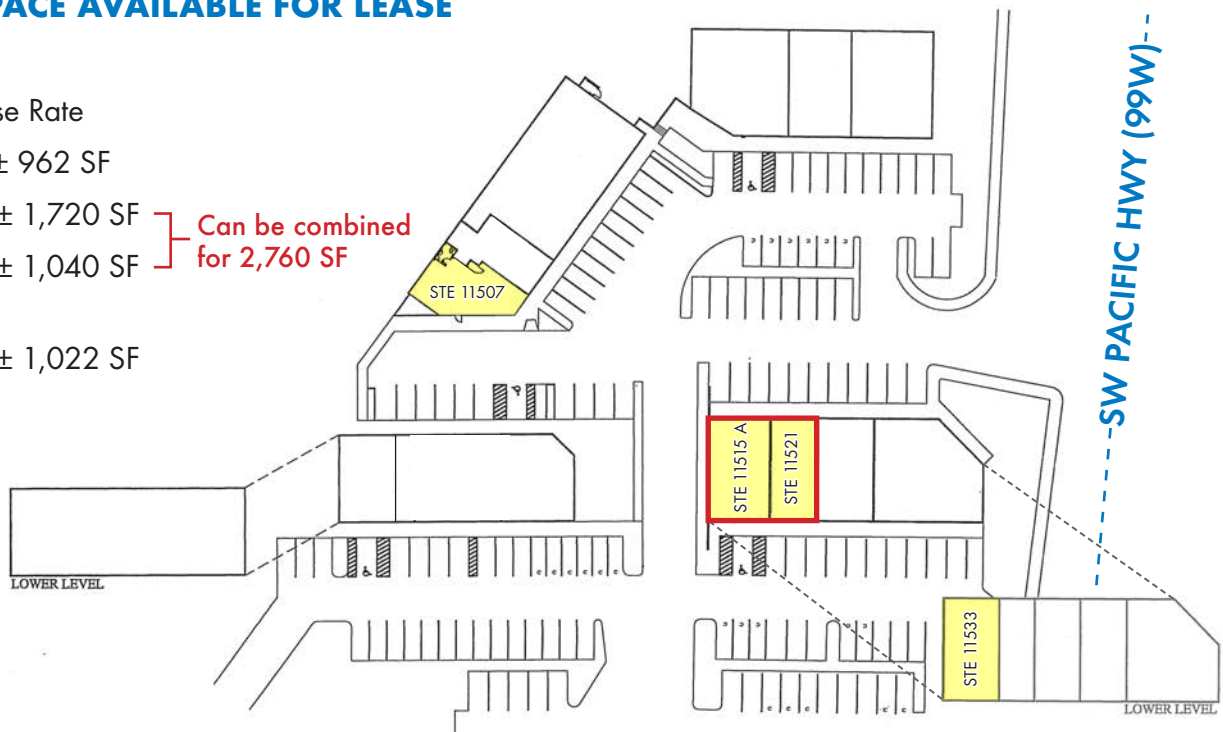 PACE AVAILABLE FOR LEASE
se Rate
± 962 SF
± 1,720 SF
± 1,040 SF
Can be combined
for 2,760 SF
± 1,022 SF
STE 11507
SW PACIFIC HWY (99W)
STE 11515 A
STE 11521
LOWER LEVEL
STE 11533
LOWER LEVEL